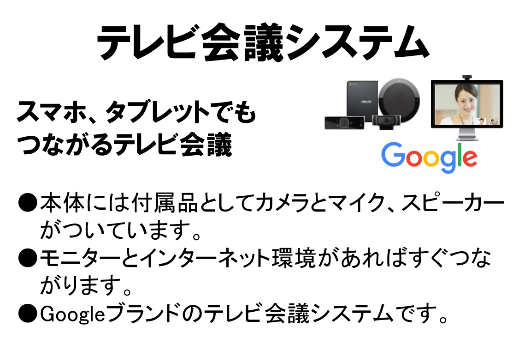 テレビ会議システム
スマホ、タブレットでも
つながるテレビ会議
Google
●本体には付属品としてカメラとマイク、スピーカー
がついています。
●モニターとインターネット環境があればすぐつな
がります。
●Googleブランドのテレビ会議システムです。